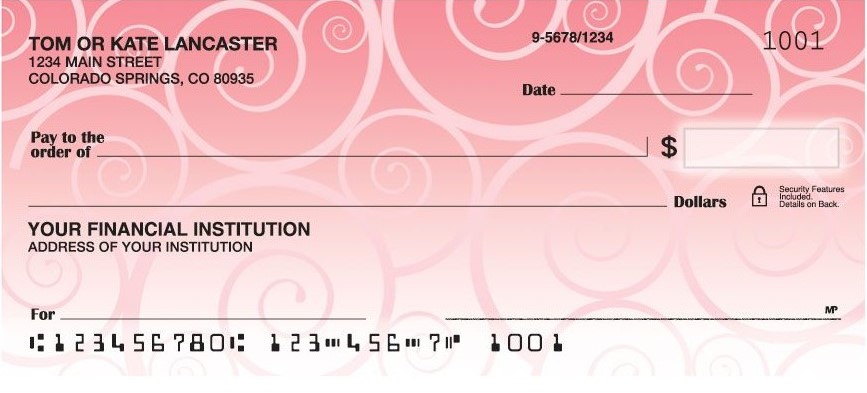 TOM OR KATE LANCASTER
1234 MAIN STREET
COLORADO SPRINGS, CO 80935
9-5678/1234
1001
Date
Pay to the
order of
$
Dollars
Security Features
Included.
Details on Back.
YOUR FINANCIAL INSTITUTION
ADDRESS OF YOUR INSTITUTION
For
MP
⑆123456780⑆ 123⑉456⑉7⑈ 1001